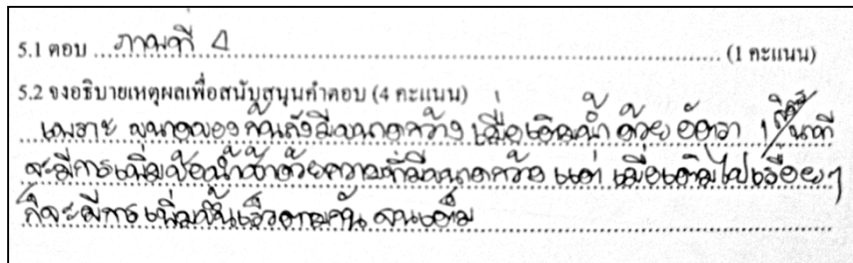 5.1 ตอบ ภาพที่ 4 (1 คะแนน)
5.2 จงอธิบายเหตุผลเพื่อสนับสนุนคำตอบ (4 คะแนน)
เพราะ ขนาดของก้นถังมีขนาดกว้าง เมื่อเติมน้ำ ด้วย อัตรา 1 ลิตร/นาที
จะมีการเพิ่มของน้ำช้าด้วยความที่มีขนาดกว้าง แต่ เมื่อเติมไปเรื่อยๆ
ก็จะมีการเพิ่มขึ้นเร็วตามกัน จนเต็ม